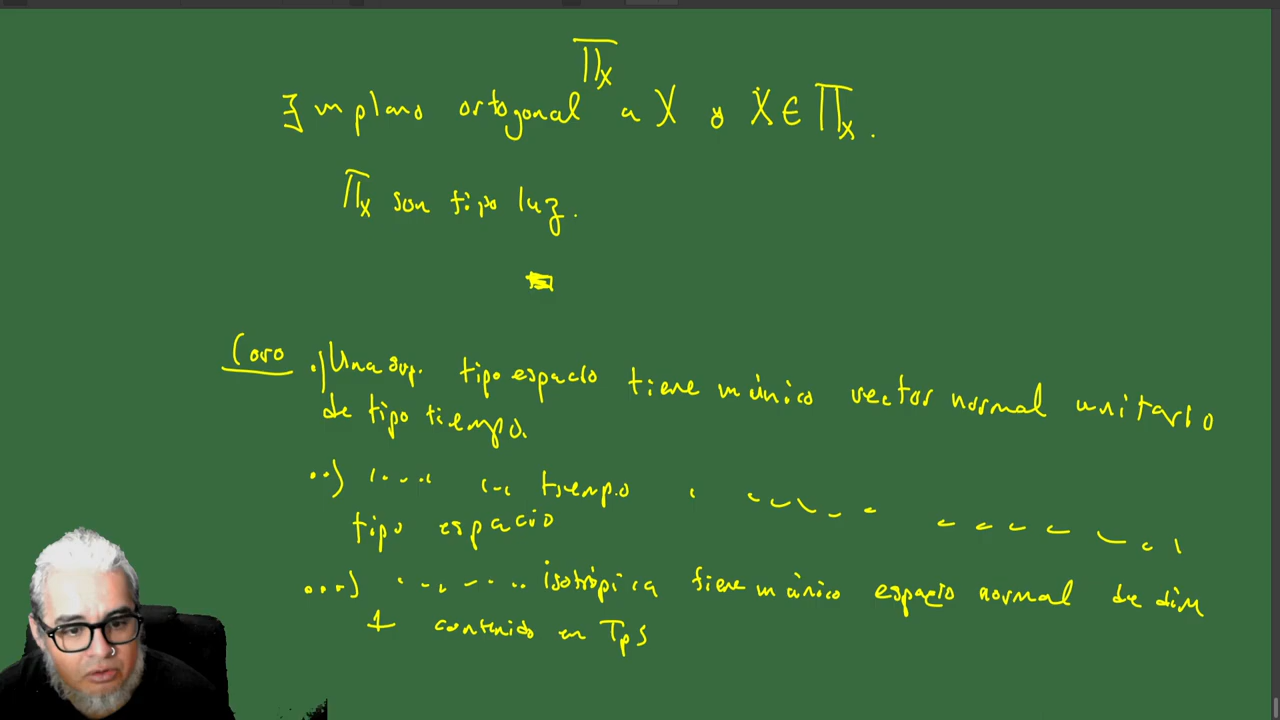 Π_X
∃ un plano ortogonal a X y X ∈ Π_X.
Π_X son tipo luz.
Coro .) Una sup. tipo espacio tiene un único vector normal unitario
de tipo tiempo.
..) .... ... tiempo . ...... .......
tipo espacio
...) ....... isotrópica tiene un único espacio normal de dim
1 contenido en TpS